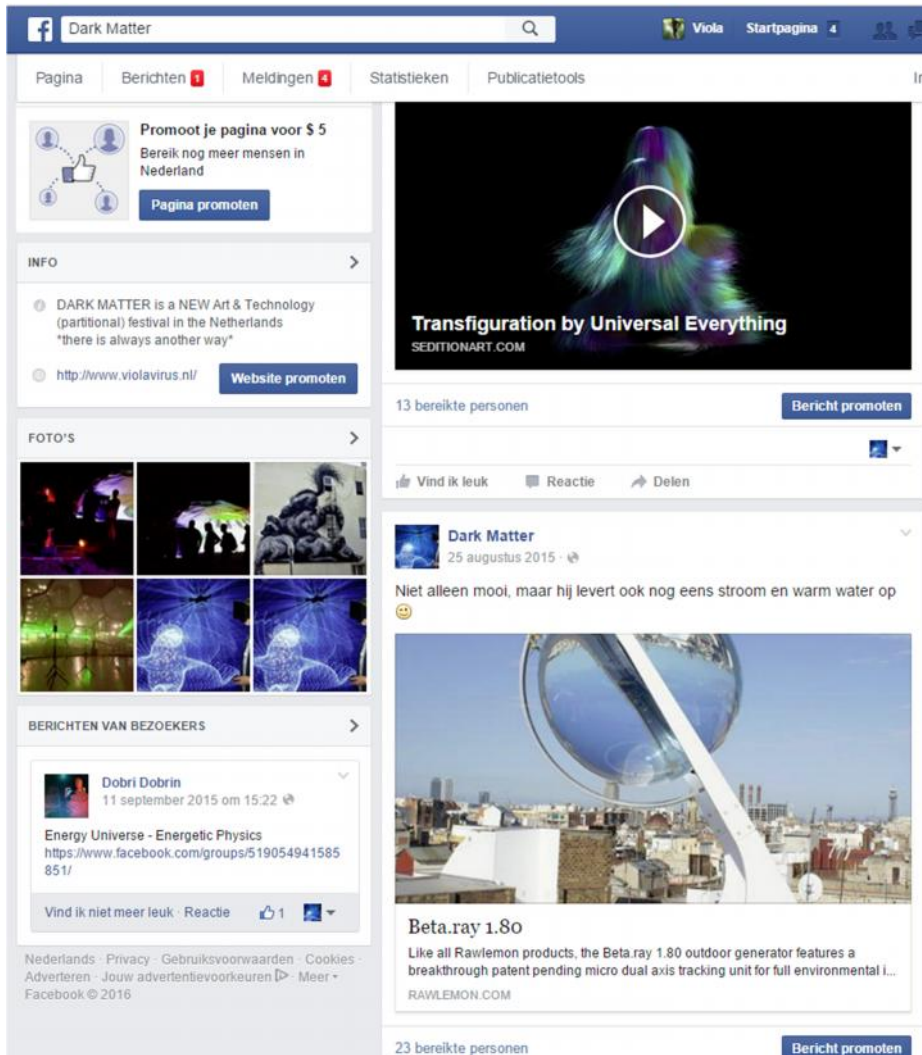 Dark Matter
Viola
Startpagina 4
Pagina
Berichten 1
Meldingen 4
Statistieken
Publicatietools
Promoot je pagina voor $ 5
Bereik nog meer mensen in
Nederland
Pagina promoten
INFO
DARK MATTER is a NEW Art & Technology
(partitional) festival in the Netherlands
*there is always another way*
http://www.violavirus.nl/
Website promoten
FOTO'S
BERICHTEN VAN BEZOEKERS
Dobri Dobrin
11 september 2015 om 15:22
Energy Universe - Energetic Physics
https://www.facebook.com/groups/519054941585
851/
Vind ik niet meer leuk · Reactie
1
Nederlands · Privacy · Gebruiksvoorwaarden · Cookies ·
Adverteren · Jouw advertentievoorkeuren · Meer
Facebook © 2016
Transfiguration by Universal Everything
SEDITIONART.COM
13 bereikte personen
Bericht promoten
Vind ik leuk
Reactie
Delen
Dark Matter
25 augustus 2015 ·
Niet alleen mooi, maar hij levert ook nog eens stroom en warm water op
Beta.ray 1.80
Like all Rawlemon products, the Beta.ray 1.80 outdoor generator features a
breakthrough patent pending micro dual axis tracking unit for full environmental i...
RAWLEMON.COM
23 bereikte personen
Bericht promoten